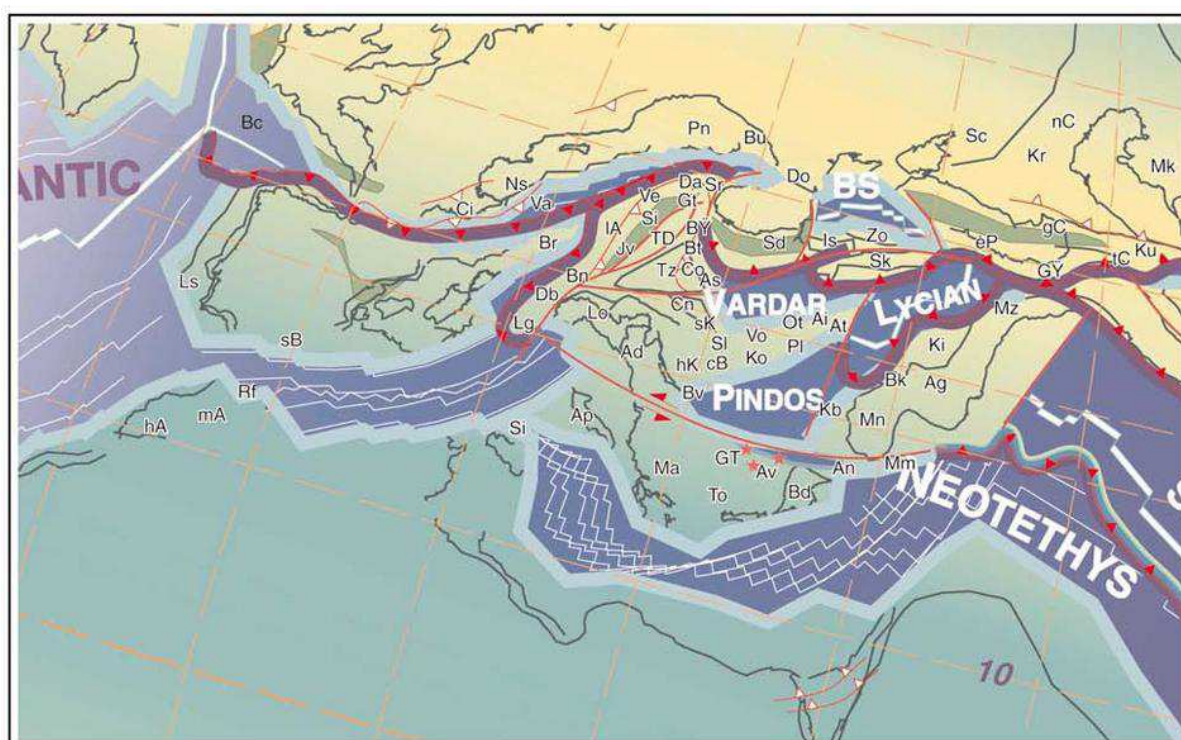 Bc
ANTIC
Pn
Bu
Sc
nC
Kr
Mk
Ns
Ci
Va
Ve
Da
Sr
Gt
Do
BS
Sj
IA
Jv
TD
BY
Bt
Sd
Is
Zo
eP
gC
Ku
tC
GY
Br
Bn
Tz
Co
As
Sk
Ls
Db
Lg
Lo
Cn
VARDAR
LYCIAN
Mz
sK
Ot
Ai
At
sB
Ad
Sl
Vo
Pl
hK
cB
Ko
Ki
Rf
Bv
PINDOS
Bk
Ag
hA
mA
Ap
Kb
Mn
Si
Ma
GT
Av
An
Mm
To
Bd
NEOTETHYS
S
10